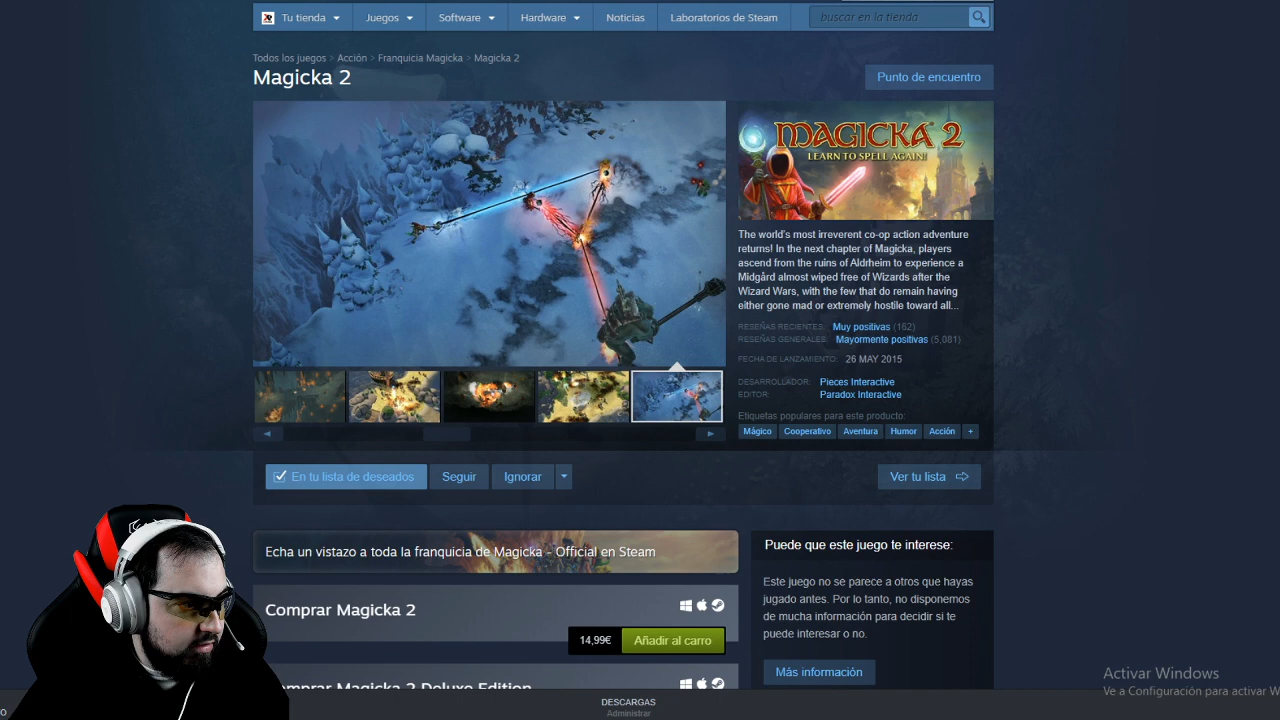 Tu tienda
Juegos
Software
Hardware
Noticias
Laboratorios de Steam
buscar en la tienda
Todos los juegos > Acción > Franquicia Magicka > Magicka 2
Magicka 2
Punto de encuentro
MAGICKA 2
LEARN TO SPELL AGAIN!
The world's most irreverent co-op action adventure
returns! In the next chapter of Magicka, players
ascend from the ruins of Aldrheim to experience a
Midgård almost wiped free of Wizards after the
Wizard Wars, with the few that do remain having
either gone mad or extremely hostile toward all...
RESEÑAS RECIENTES: Muy positivas (162)
RESEÑAS GENERALES: Mayormente positivas (5,081)
FECHA DE LANZAMIENTO: 26 MAY 2015
DESARROLLADOR: Pieces Interactive
EDITOR: Paradox Interactive
Etiquetas populares para este producto:
Mágico Cooperativo Aventura Humor Acción +
En tu lista de deseados
Seguir
Ignorar
Ver tu lista
Echa un vistazo a toda la franquicia de Magicka - Official en Steam
Comprar Magicka 2
14,99€
Añadir al carro
Comprar Magicka 2 Deluxe Edition
Puede que este juego te interese:
Este juego no se parece a otros que hayas
jugado antes. Por lo tanto, no disponemos
de mucha información para decidir si te
puede interesar o no.
Más información
Activar Windows
Ve a Configuración para activar W
DESCARGAS
Administrar